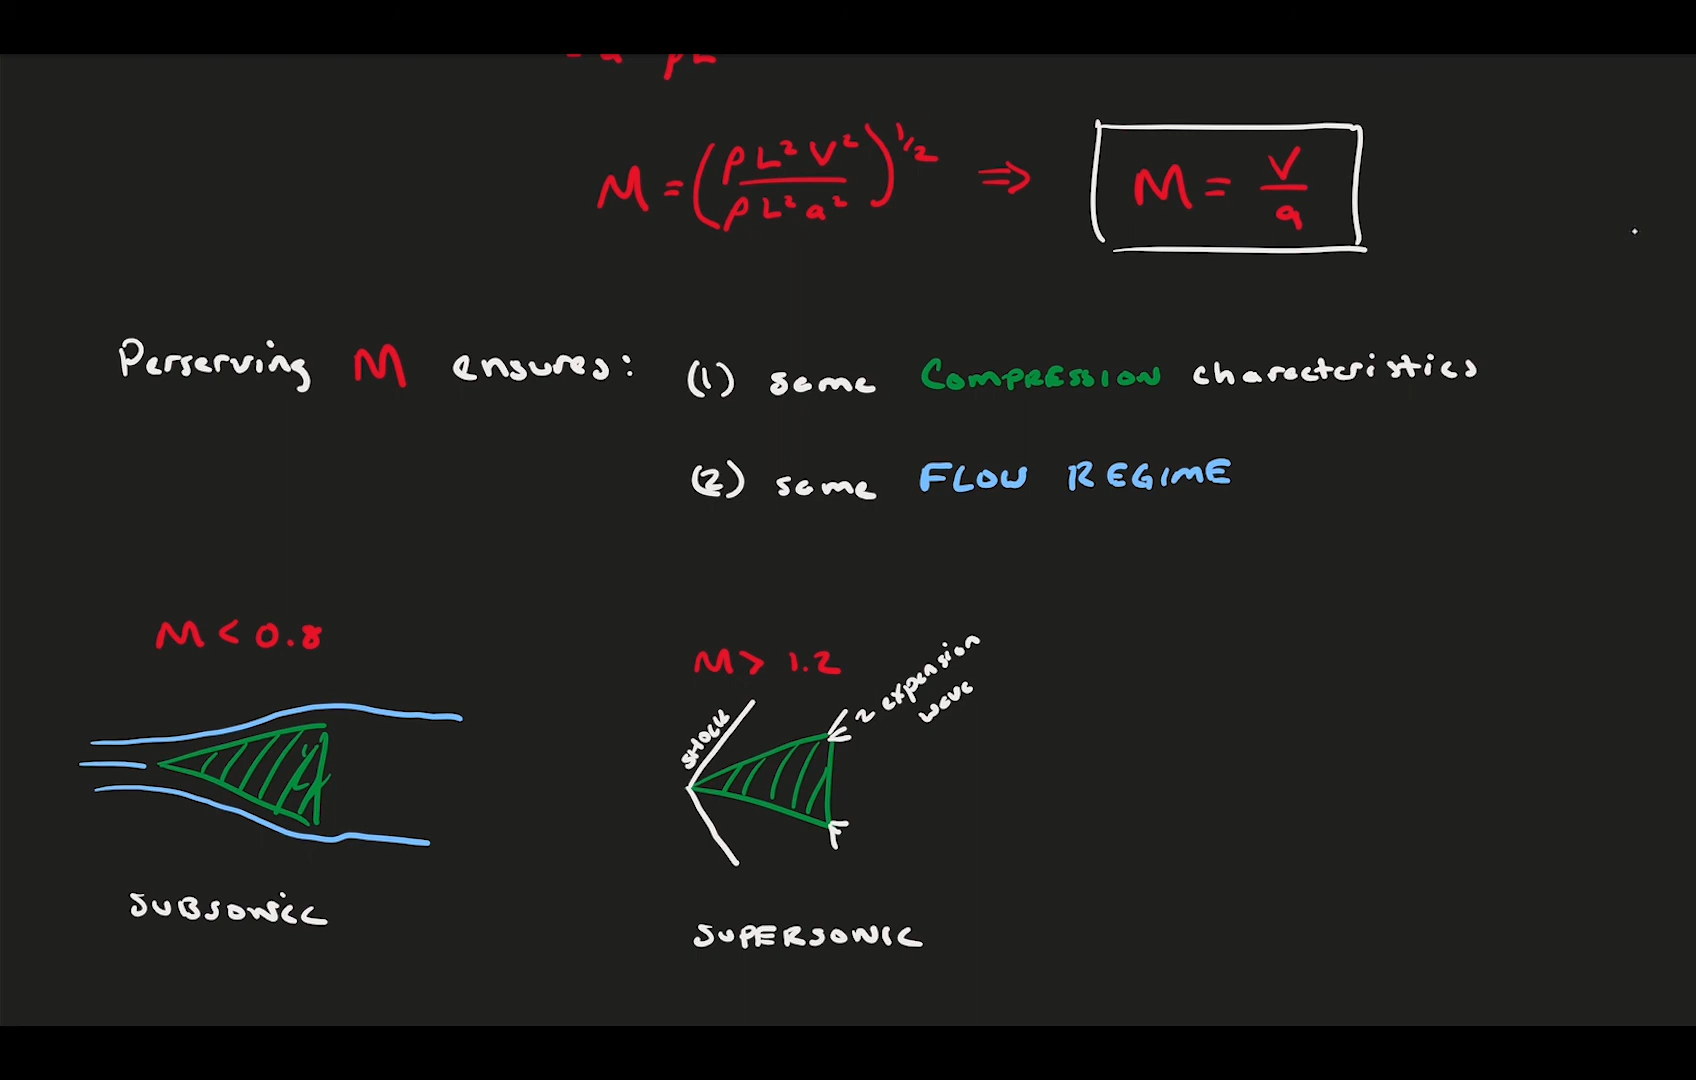 M = (ρL²V² / ρL²a²)^1/2 ⇒ M = V/a
Perserving M ensures: (1) same COMPRESSION characteristics
(2) same FLOW REGIME
M < 0.8
M > 1.2
SHOCK
expansion
wave
SUBSONIC
SUPERSONIC